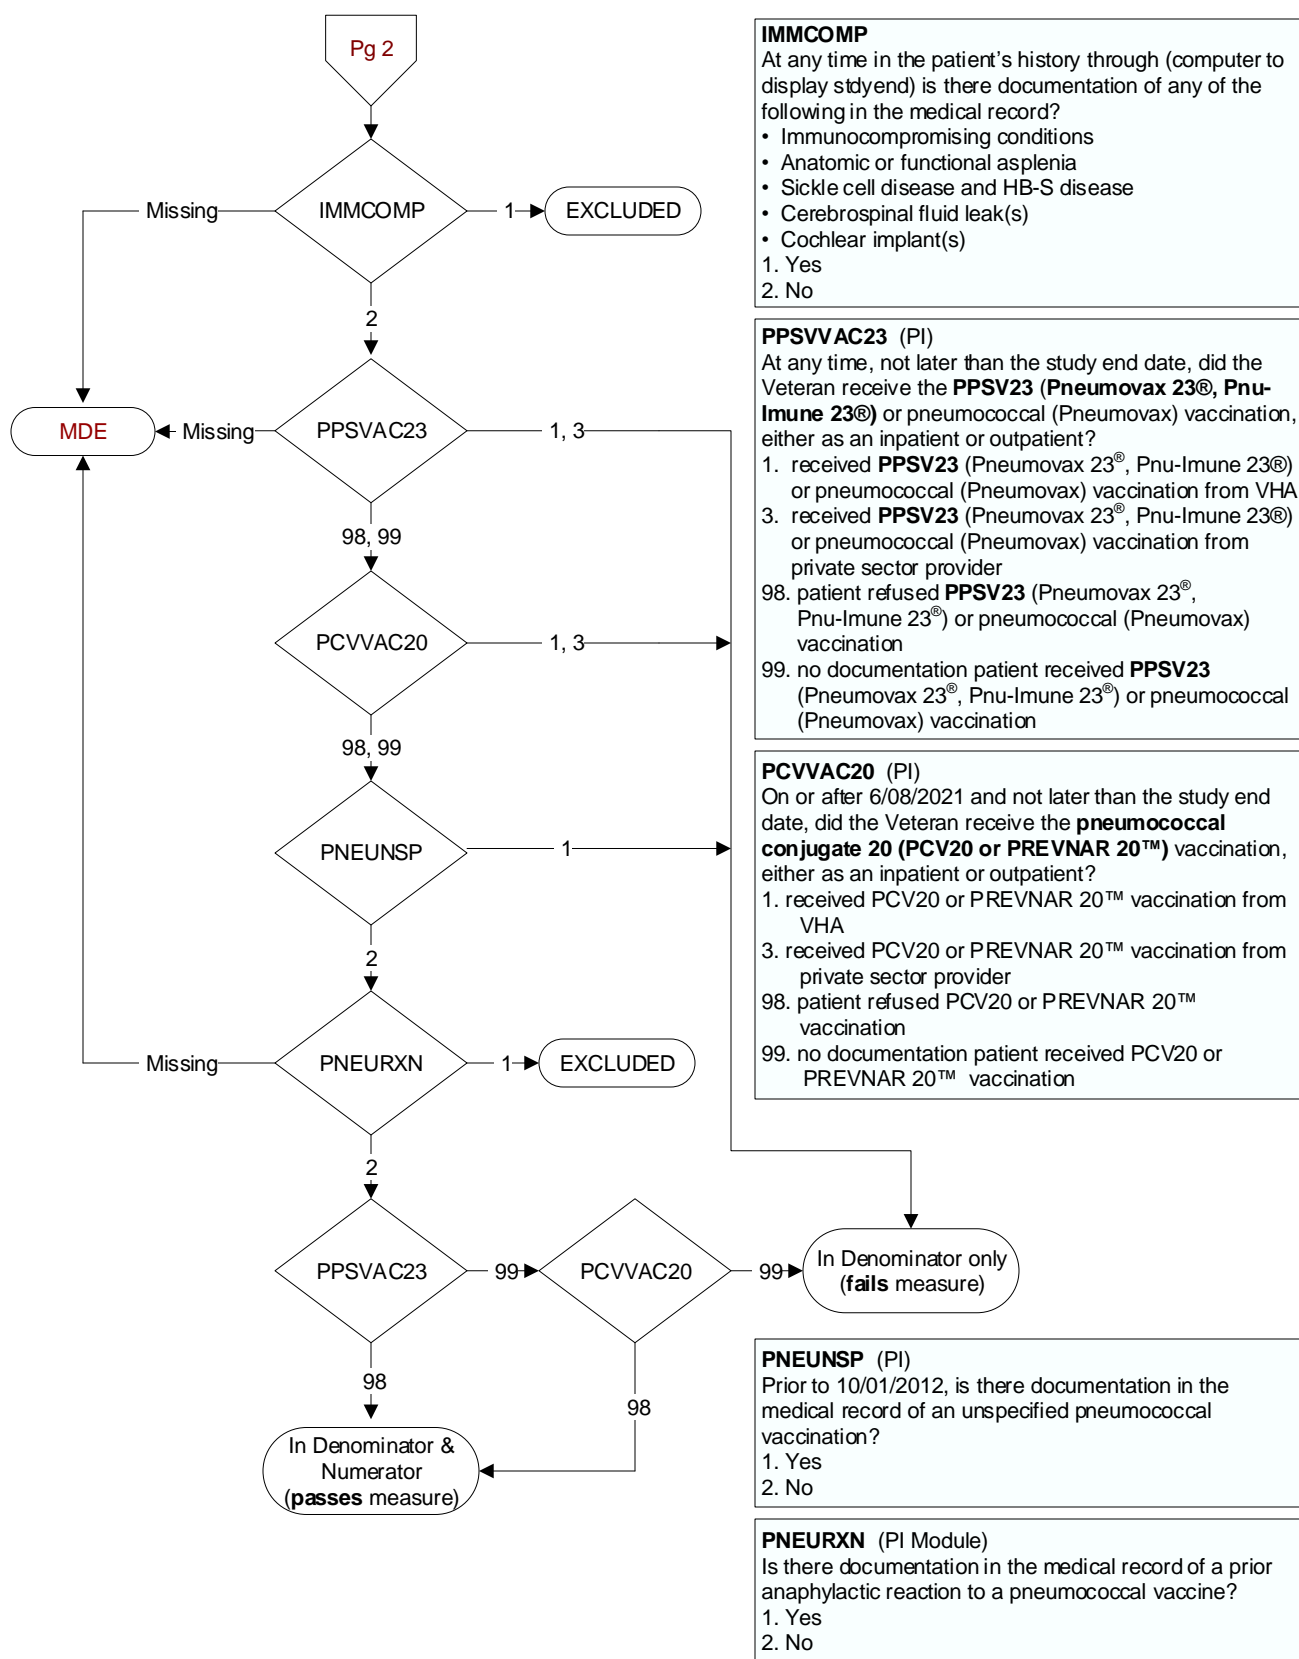 Pg 2
IMMCOMP
Missing
1
EXCLUDED
2
PPSVAC23
Missing
MDE
1, 3
98, 99
PCVVAC20
1, 3
98, 99
PNEUNSP
1
2
PNEURXN
Missing
1
EXCLUDED
2
PPSVAC23
99
PCVVAC20
99
In Denominator only
(fails measure)
98
98
In Denominator &
Numerator
(passes measure)
IMMCOMP
At any time in the patient's history through (computer to
display stdyend) is there documentation of any of the
following in the medical record?
• Immunocompromising conditions
• Anatomic or functional asplenia
• Sickle cell disease and HB-S disease
• Cerebrospinal fluid leak(s)
• Cochlear implant(s)
1. Yes
2. No
PPSVVAC23 (PI)
At any time, not later than the study end date, did the
Veteran receive the PPSV23 (Pneumovax 23®, Pnu-
Imune 23®) or pneumococcal (Pneumovax) vaccination,
either as an inpatient or outpatient?
1. received PPSV23 (Pneumovax 23®, Pnu-Imune 23®)
or pneumococcal (Pneumovax) vaccination from VHA
3. received PPSV23 (Pneumovax 23®, Pnu-Imune 23®)
or pneumococcal (Pneumovax) vaccination from
private sector provider
98. patient refused PPSV23 (Pneumovax 23®,
Pnu-Imune 23®) or pneumococcal (Pneumovax)
vaccination
99. no documentation patient received PPSV23
(Pneumovax 23®, Pnu-Imune 23®) or pneumococcal
(Pneumovax) vaccination
PCVVAC20 (PI)
On or after 6/08/2021 and not later than the study end
date, did the Veteran receive the pneumococcal
conjugate 20 (PCV20 or PREVNAR 20™) vaccination,
either as an inpatient or outpatient?
1. received PCV20 or PREVNAR 20™ vaccination from
VHA
3. received PCV20 or PREVNAR 20™ vaccination from
private sector provider
98. patient refused PCV20 or PREVNAR 20™
vaccination
99. no documentation patient received PCV20 or
PREVNAR 20™ vaccination
PNEUNSP (PI)
Prior to 10/01/2012, is there documentation in the
medical record of an unspecified pneumococcal
vaccination?
1. Yes
2. No
PNEURXN (PI Module)
Is there documentation in the medical record of a prior
anaphylactic reaction to a pneumococcal vaccine?
1. Yes
2. No